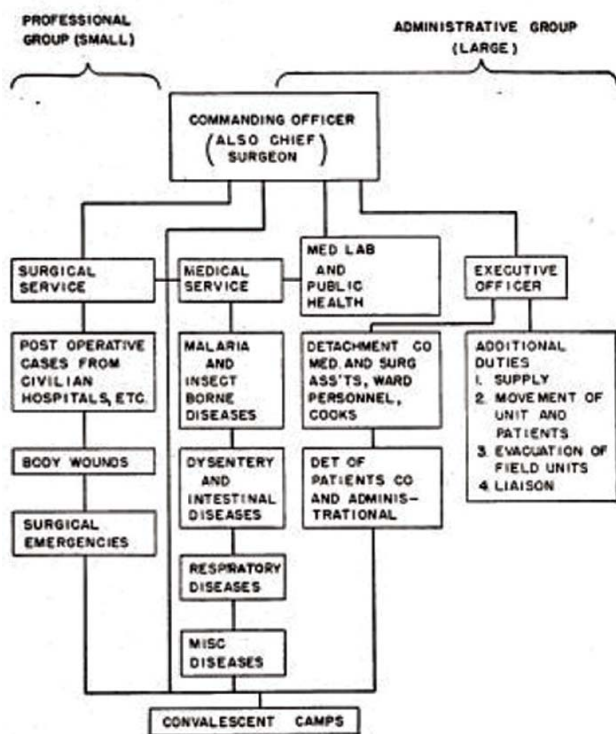 PROFESSIONAL
GROUP (SMALL)
ADMINISTRATIVE GROUP
(LARGE)
COMMANDING OFFICER
(ALSO CHIEF
SURGEON)
SURGICAL
SERVICE
MEDICAL
SERVICE
MED LAB
AND
PUBLIC
HEALTH
EXECUTIVE
OFFICER
POST OPERATIVE
CASES FROM
CIVILIAN
HOSPITALS, ETC.
MALARIA
AND
INSECT
BORNE
DISEASES
DETACHMENT CO
MED. AND SURG
ASS'TS, WARD
PERSONNEL,
COOKS
ADDITIONAL
DUTIES
1. SUPPLY
2. MOVEMENT OF
UNIT AND
PATIENTS
3. EVACUATION OF
FIELD UNITS
4. LIAISON
BODY WOUNDS
DYSENTERY
AND
INTESTINAL
DISEASES
DET OF
PATIENTS CO
AND ADMINIS-
TRATIONAL
SURGICAL
EMERGENCIES
RESPIRATORY
DISEASES
MISC
DISEASES
CONVALESCENT CAMPS